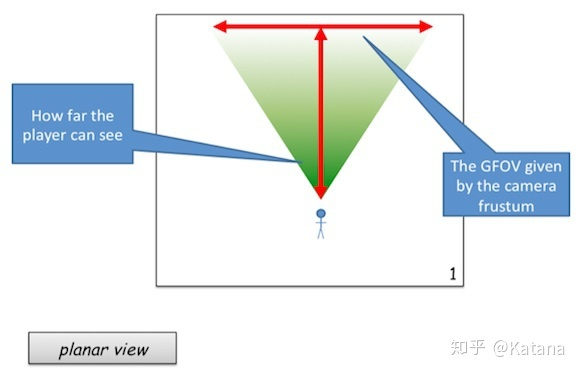 How far the
player can see
The GFOV given
by the camera
frustum
1
planar view
知乎 @Katana